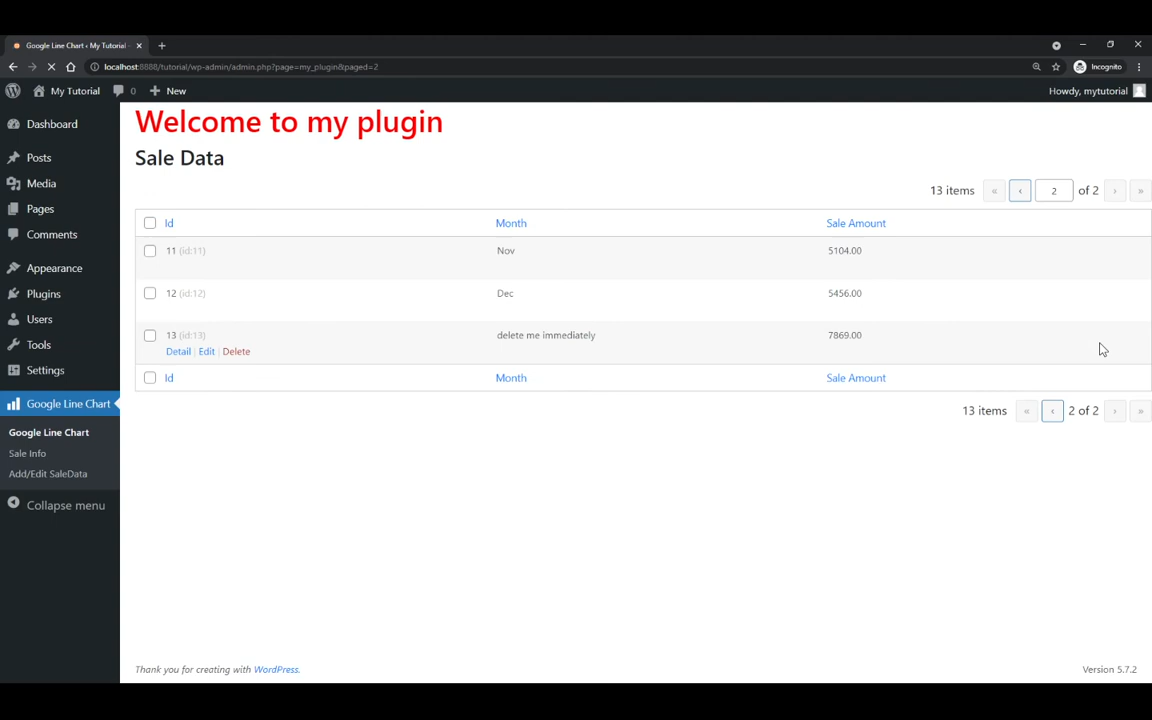 Google Line Chart ‹ My Tutorial –
localhost:8888/tutorial/wp-admin/admin.php?page=my_plugin&paged=2
Incognito
My Tutorial 0 New
Howdy, mytutorial
Dashboard
Posts
Media
Pages
Comments
Appearance
Plugins
Users
Tools
Settings
Google Line Chart
Google Line Chart
Sale Info
Add/Edit SaleData
Collapse menu
Welcome to my plugin
Sale Data
13 items « ‹ 2 of 2 › »
Id Month Sale Amount
11 (id:11) Nov 5104.00
12 (id:12) Dec 5456.00
13 (id:13) delete me immediately 7869.00
Detail | Edit | Delete
Id Month Sale Amount
13 items « ‹ 2 of 2 › »
Thank you for creating with WordPress.
Version 5.7.2